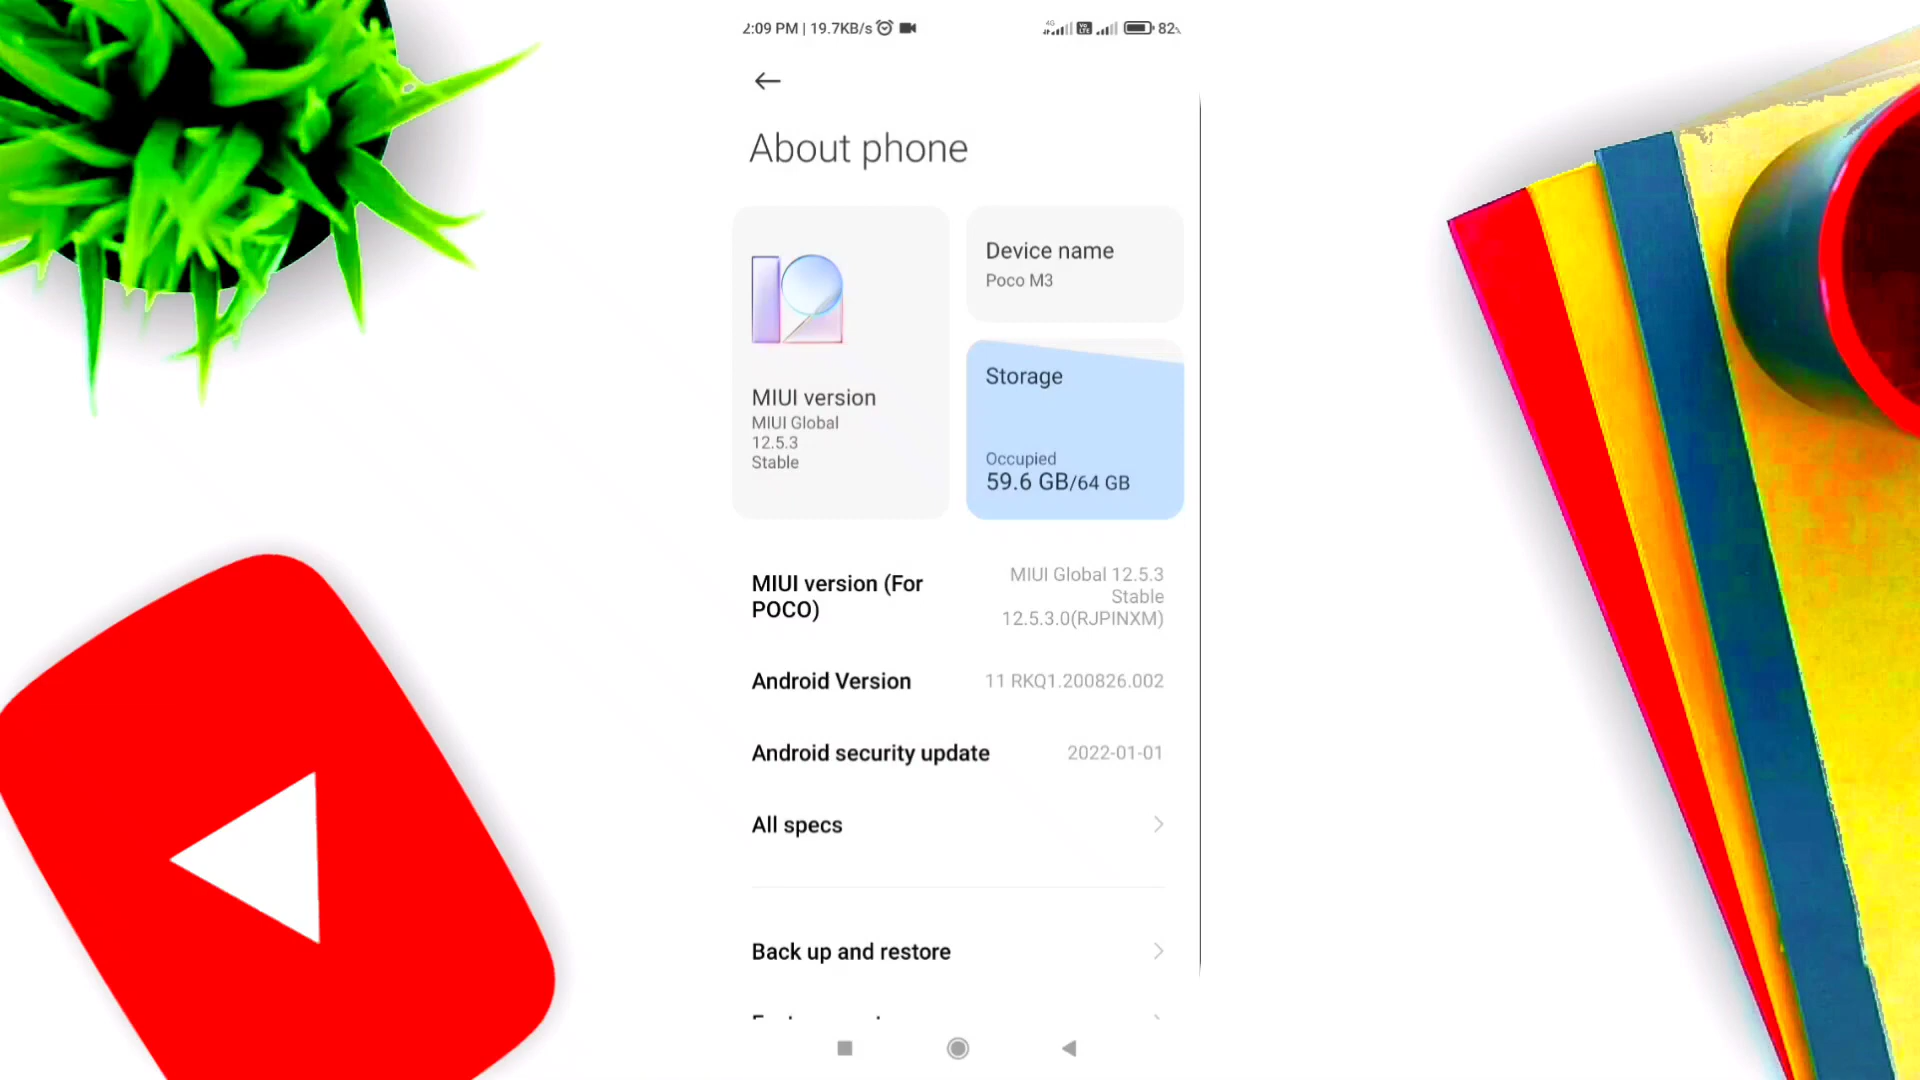 2:09 PM | 19.7KB/s
4G
Vo
LTE
82
About phone
Device name
Poco M3
MIUI version
MIUI Global
12.5.3
Stable
Storage
Occupied
59.6 GB/64 GB
MIUI version (For
POCO)
MIUI Global 12.5.3
Stable
12.5.3.0(RJPINXM)
Android Version
11 RKQ1.200826.002
Android security update
2022-01-01
All specs
Back up and restore